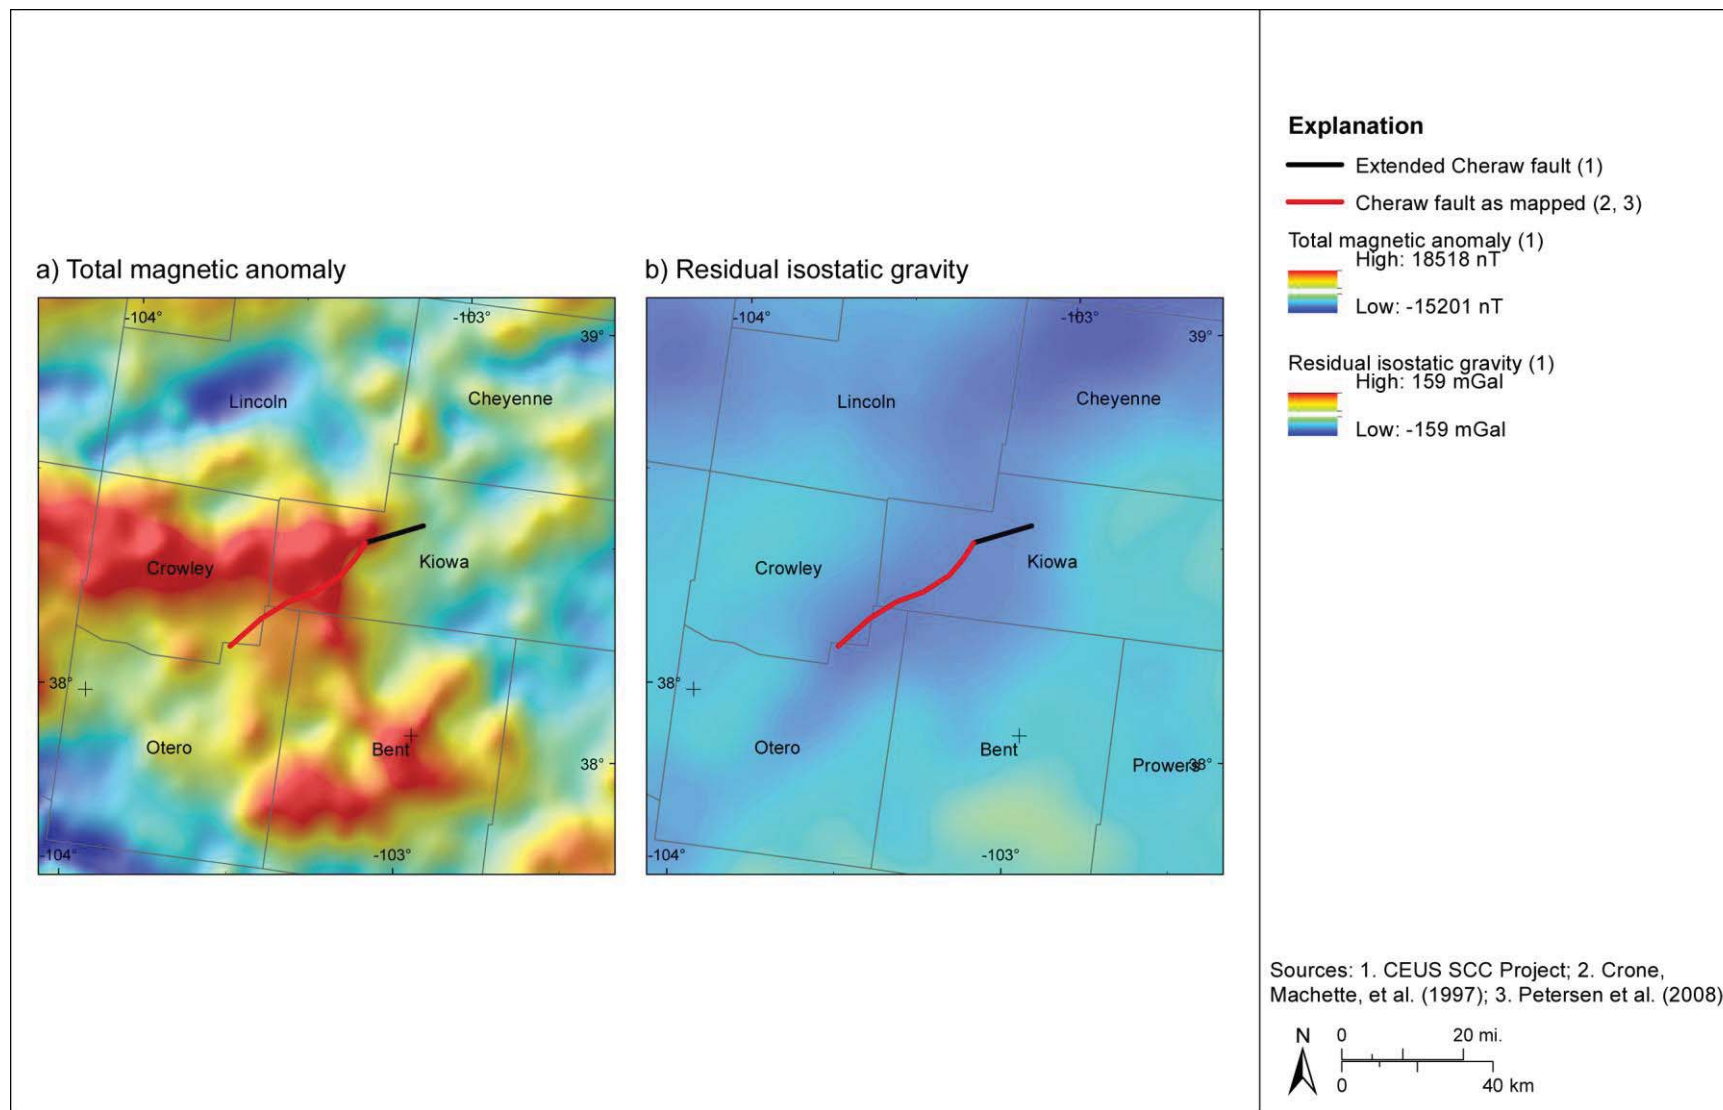 a) Total magnetic anomaly
-104°
-103°
39°
Lincoln
Cheyenne
Crowley
Kiowa
38°
Otero
Bent
38°
-104°
-103°
b) Residual isostatic gravity
-104°
-103°
39°
Lincoln
Cheyenne
Crowley
Kiowa
38°
Otero
Bent
Prowers
38°
-104°
-103°
Explanation
Extended Cheraw fault (1)
Cheraw fault as mapped (2, 3)
Total magnetic anomaly (1)
High: 18518 nT
Low: -15201 nT
Residual isostatic gravity (1)
High: 159 mGal
Low: -159 mGal
Sources: 1. CEUS SCC Project; 2. Crone,
Machette, et al. (1997); 3. Petersen et al. (2008)
N
0 20 mi.
0 40 km